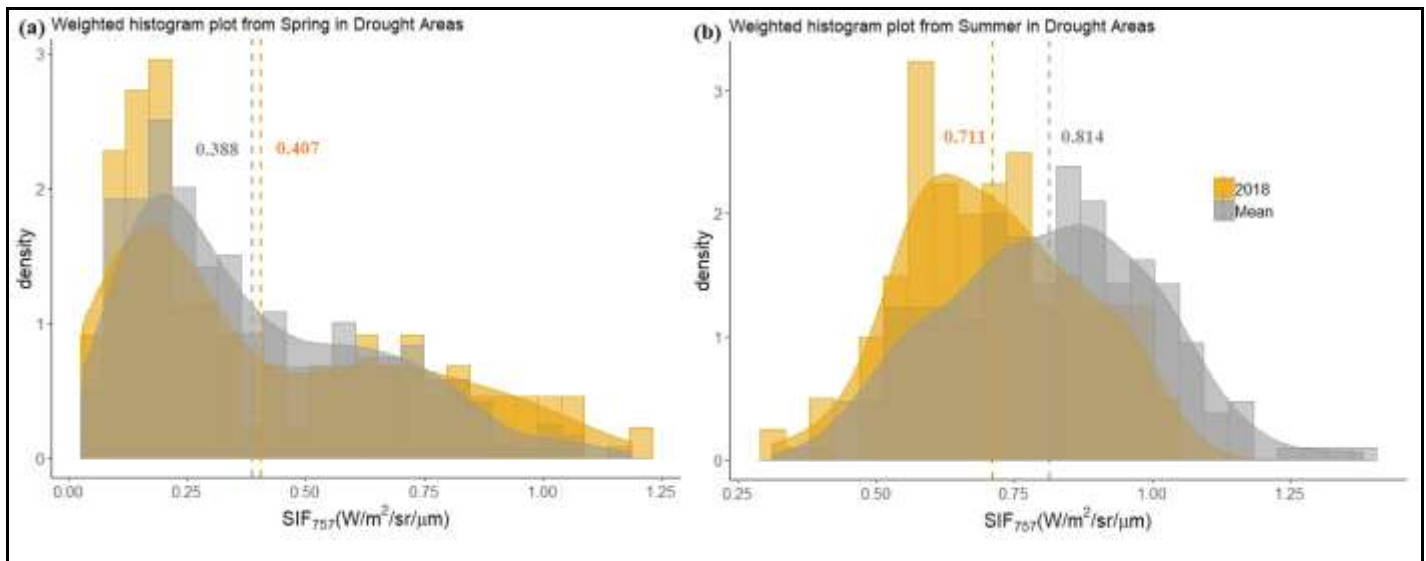 (a) Weighted histogram plot from Spring in Drought Areas
3
2
1
0
density
0.388
0.407
0.00 0.25 0.50 0.75 1.00 1.25
SIF757(W/m²/sr/μm)
(b) Weighted histogram plot from Summer in Drought Areas
3
2
1
0
density
0.711
0.814
2018
Mean
0.25 0.50 0.75 1.00 1.25
SIF757(W/m²/sr/μm)